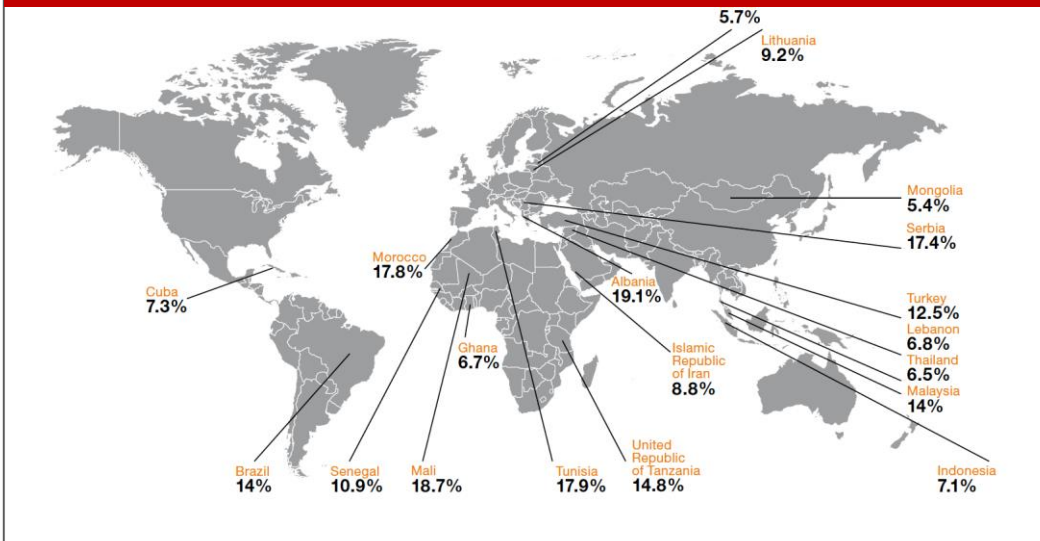 5.7%
Lithuania
9.2%
Mongolia
5.4%
Serbia
17.4%
Morocco
17.8%
Albania
19.1%
Cuba
7.3%
Turkey
12.5%
Lebanon
6.8%
Ghana
6.7%
Islamic
Republic
of Iran
8.8%
Thailand
6.5%
Malaysia
14%
Brazil
14%
Senegal
10.9%
Mali
18.7%
Tunisia
17.9%
United
Republic
of Tanzania
14.8%
Indonesia
7.1%